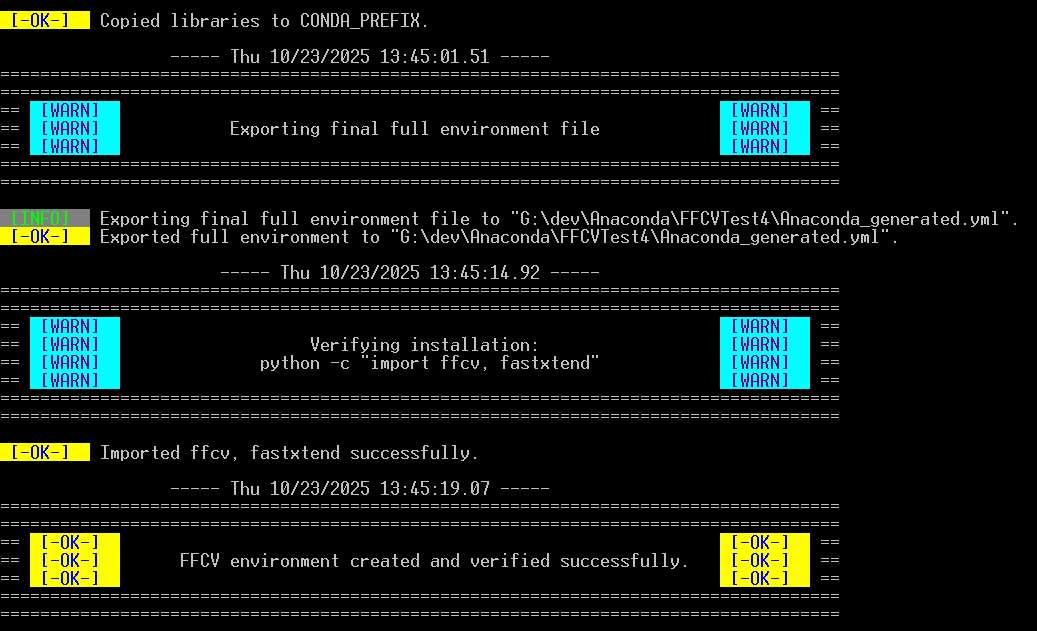 [-OK-] Copied libraries to CONDA_PREFIX.
----- Thu 10/23/2025 13:45:01.51 -----
====================================================================================
====================================================================================
== [WARN] [WARN] ==
== [WARN] Exporting final full environment file [WARN] ==
== [WARN] [WARN] ==
====================================================================================
====================================================================================
[INFO] Exporting final full environment file to "G:\dev\Anaconda\FFCVTest4\Anaconda_generated.yml".
[-OK-] Exported full environment to "G:\dev\Anaconda\FFCVTest4\Anaconda_generated.yml".
----- Thu 10/23/2025 13:45:14.92 -----
====================================================================================
====================================================================================
== [WARN] [WARN] ==
== [WARN] Verifying installation: [WARN] ==
== [WARN] python -c "import ffcv, fastxtend" [WARN] ==
== [WARN] [WARN] ==
====================================================================================
====================================================================================
[-OK-] Imported ffcv, fastxtend successfully.
----- Thu 10/23/2025 13:45:19.07 -----
====================================================================================
====================================================================================
== [-OK-] [-OK-] ==
== [-OK-] FFCV environment created and verified successfully. [-OK-] ==
== [-OK-] [-OK-] ==
====================================================================================
====================================================================================